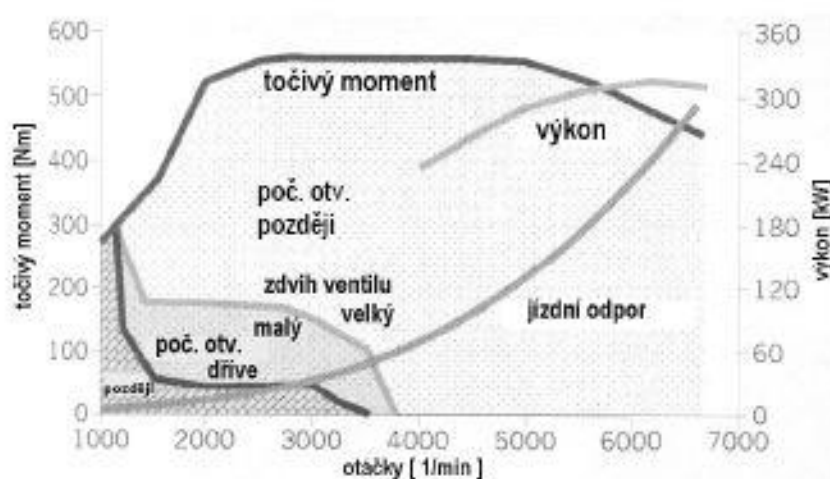 600
500
400
300
200
100
0
točivý moment [Nm]
360
300
240
180
120
60
0
výkon [kW]
točivý moment
výkon
poč. otv.
později
zdvih ventilu
malý velký
jízdní odpor
poč. otv.
dříve
později
1000 2000 3000 4000 5000 6000 7000
otáčky [ 1/min ]